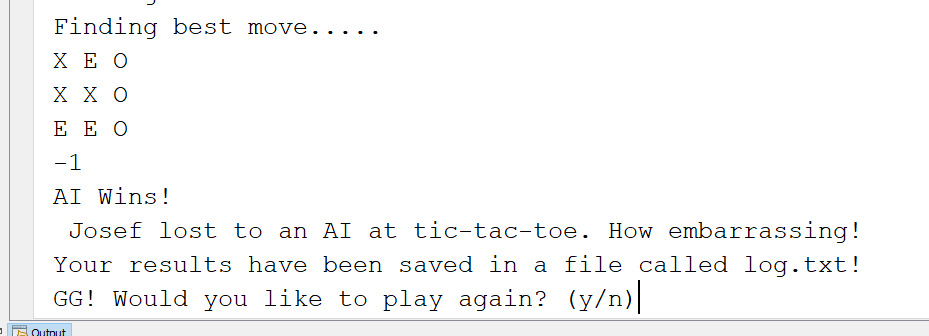 Finding best move.....
X E O
X X O
E E O
-1
AI Wins!
Josef lost to an AI at tic-tac-toe. How embarrassing!
Your results have been saved in a file called log.txt!
GG! Would you like to play again? (y/n)
Output